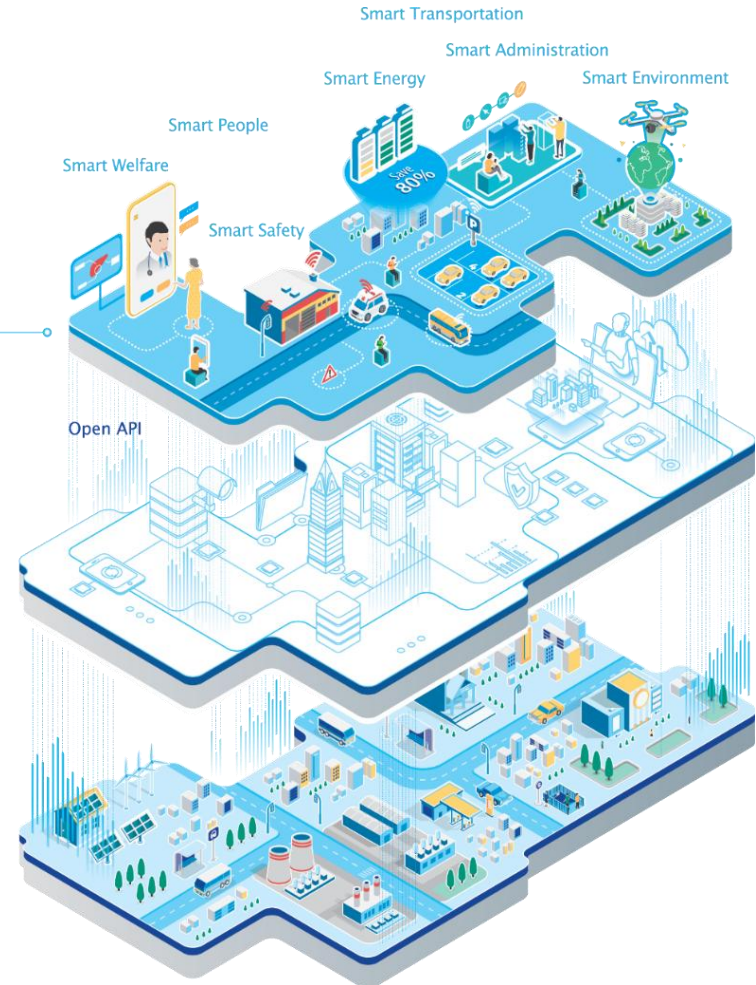 Smart Transportation
Smart Administration
Smart Energy
Smart Environment
Smart People
Smart Welfare
Smart Safety
Save
80%
P
Open API
P
P